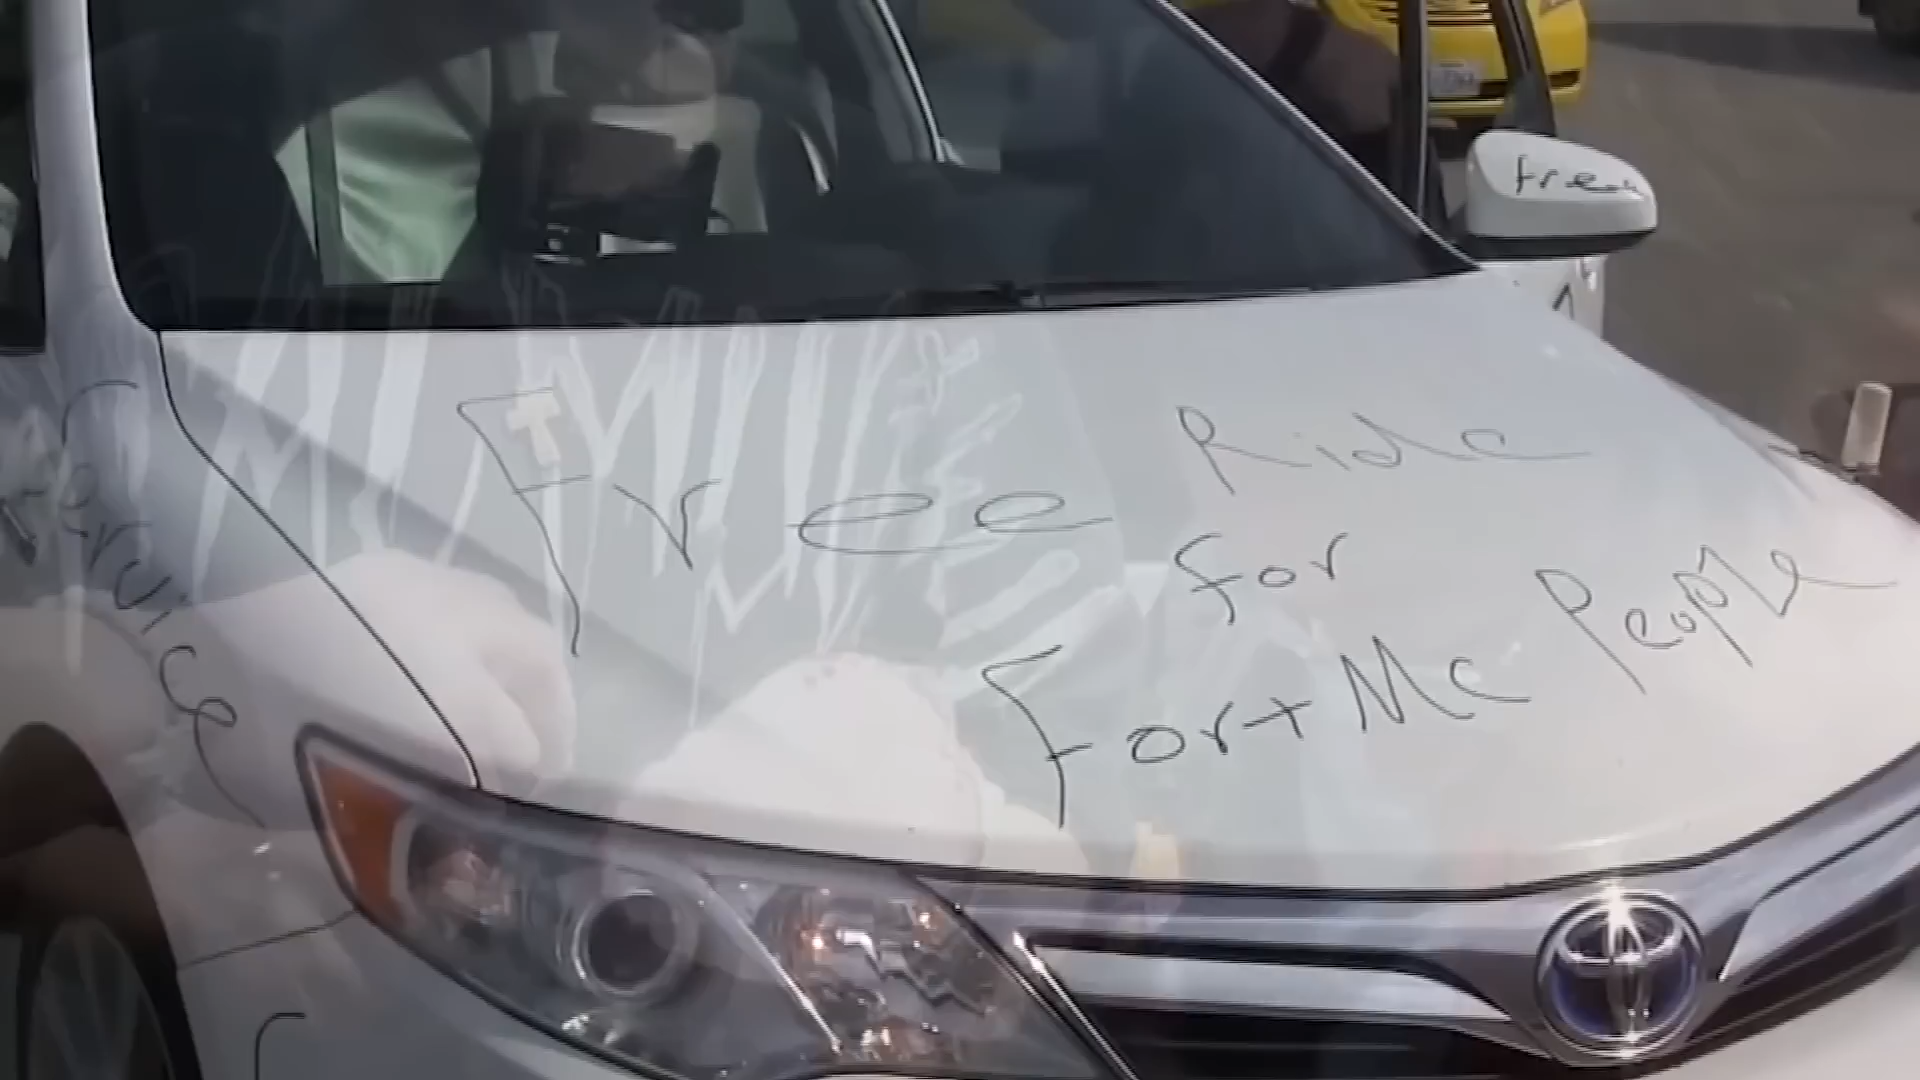 Free Ride
for
Fort Mc People
Free
Service